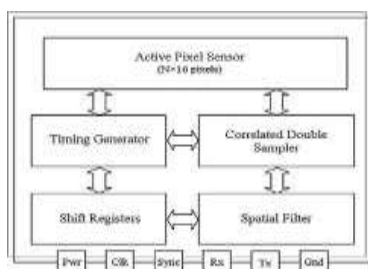 Active Pixel Sensor
(N×16 pixels)
Timing Generator
Correlated Double
Sampler
Shift Registers
Spatial Filter
Pwr Clk Sync Rx Tx Gnd